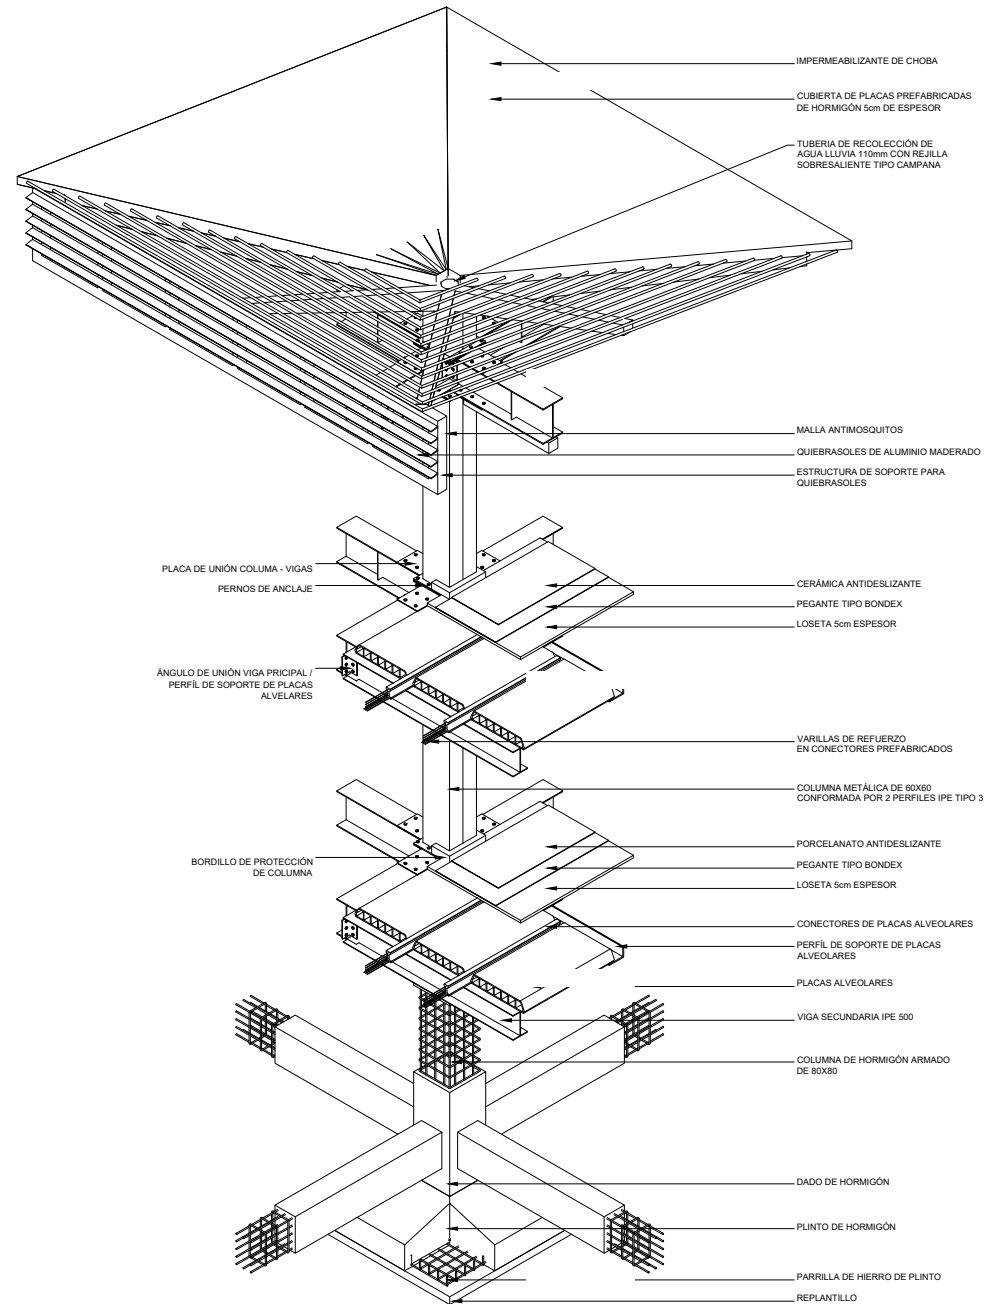 IMPERMEABILIZANTE DE CHOBA
CUBIERTA DE PLACAS PREFABRICADAS
DE HORMIGÓN 5cm DE ESPESOR
TUBERIA DE RECOLECCIÓN DE
AGUA LLUVIA 110mm CON REJILLA
SOBRESALIENTE TIPO CAMPANA
MALLA ANTIMOSQUITOS
QUIEBRASOLES DE ALUMINIO MADERADO
ESTRUCTURA DE SOPORTE PARA
QUIEBRASOLES
PLACA DE UNIÓN COLUMA - VIGAS
PERNOS DE ANCLAJE
CERÁMICA ANTIDESLIZANTE
PEGANTE TIPO BONDEX
LOSETA 5cm ESPESOR
ÁNGULO DE UNIÓN VIGA PRICIPAL /
PERFÍL DE SOPORTE DE PLACAS
ALVELARES
VARILLAS DE REFUERZO
EN CONECTORES PREFABRICADOS
COLUMNA METÁLICA DE 60X60
CONFORMADA POR 2 PERFILES IPE TIPO 3
BORDILLO DE PROTECCIÓN
DE COLUMNA
PORCELANATO ANTIDESLIZANTE
PEGANTE TIPO BONDEX
LOSETA 5cm ESPESOR
CONECTORES DE PLACAS ALVEOLARES
PERFÍL DE SOPORTE DE PLACAS
ALVEOLARES
PLACAS ALVEOLARES
VIGA SECUNDARIA IPE 500
COLUMNA DE HORMIGÓN ARMADO
DE 80X80
DADO DE HORMIGÓN
PLINTO DE HORMIGÓN
PARRILLA DE HIERRO DE PLINTO
REPLANTILLO